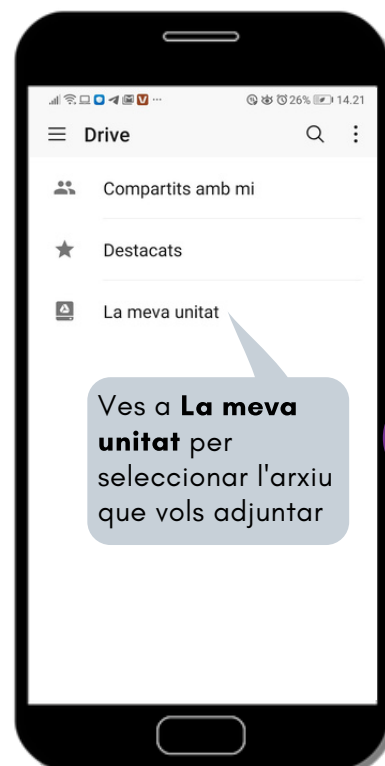 26% 14.21
Drive
Compartits amb mi
Destacats
La meva unitat
Ves a La meva
unitat per
seleccionar l'arxiu
que vols adjuntar